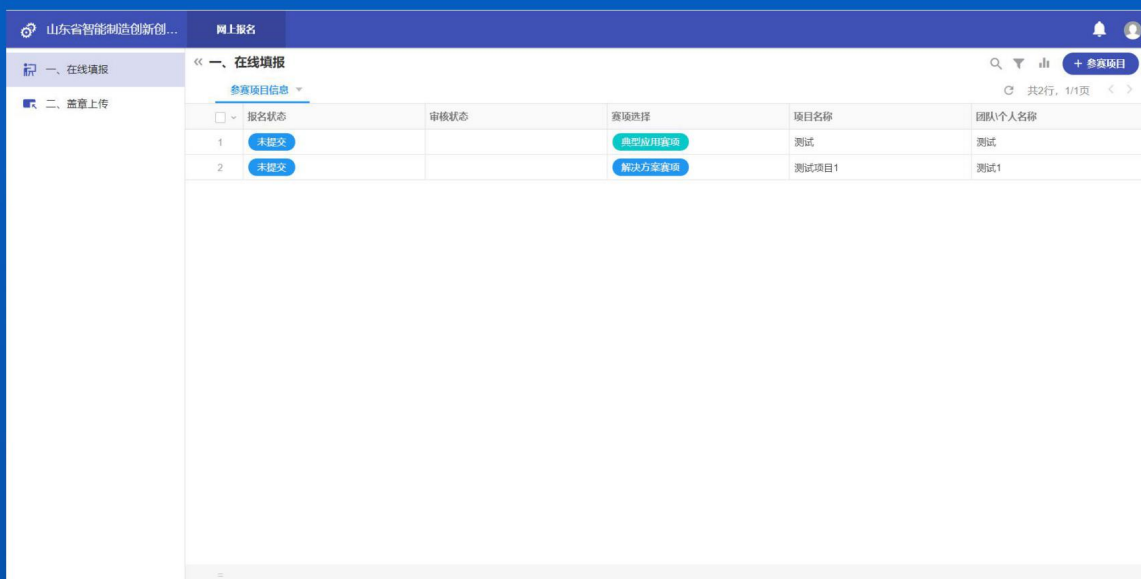 山东省智能制造创新创... 网上报名
一、在线填报
二、盖章上传
一、在线填报
+ 参赛项目
参赛项目信息
共2行，1/1页
报名状态 审核状态 赛项选择 项目名称 团队\个人名称
1 未提交 典型应用赛项 测试 测试
2 未提交 解决方案赛项 测试项目1 测试1